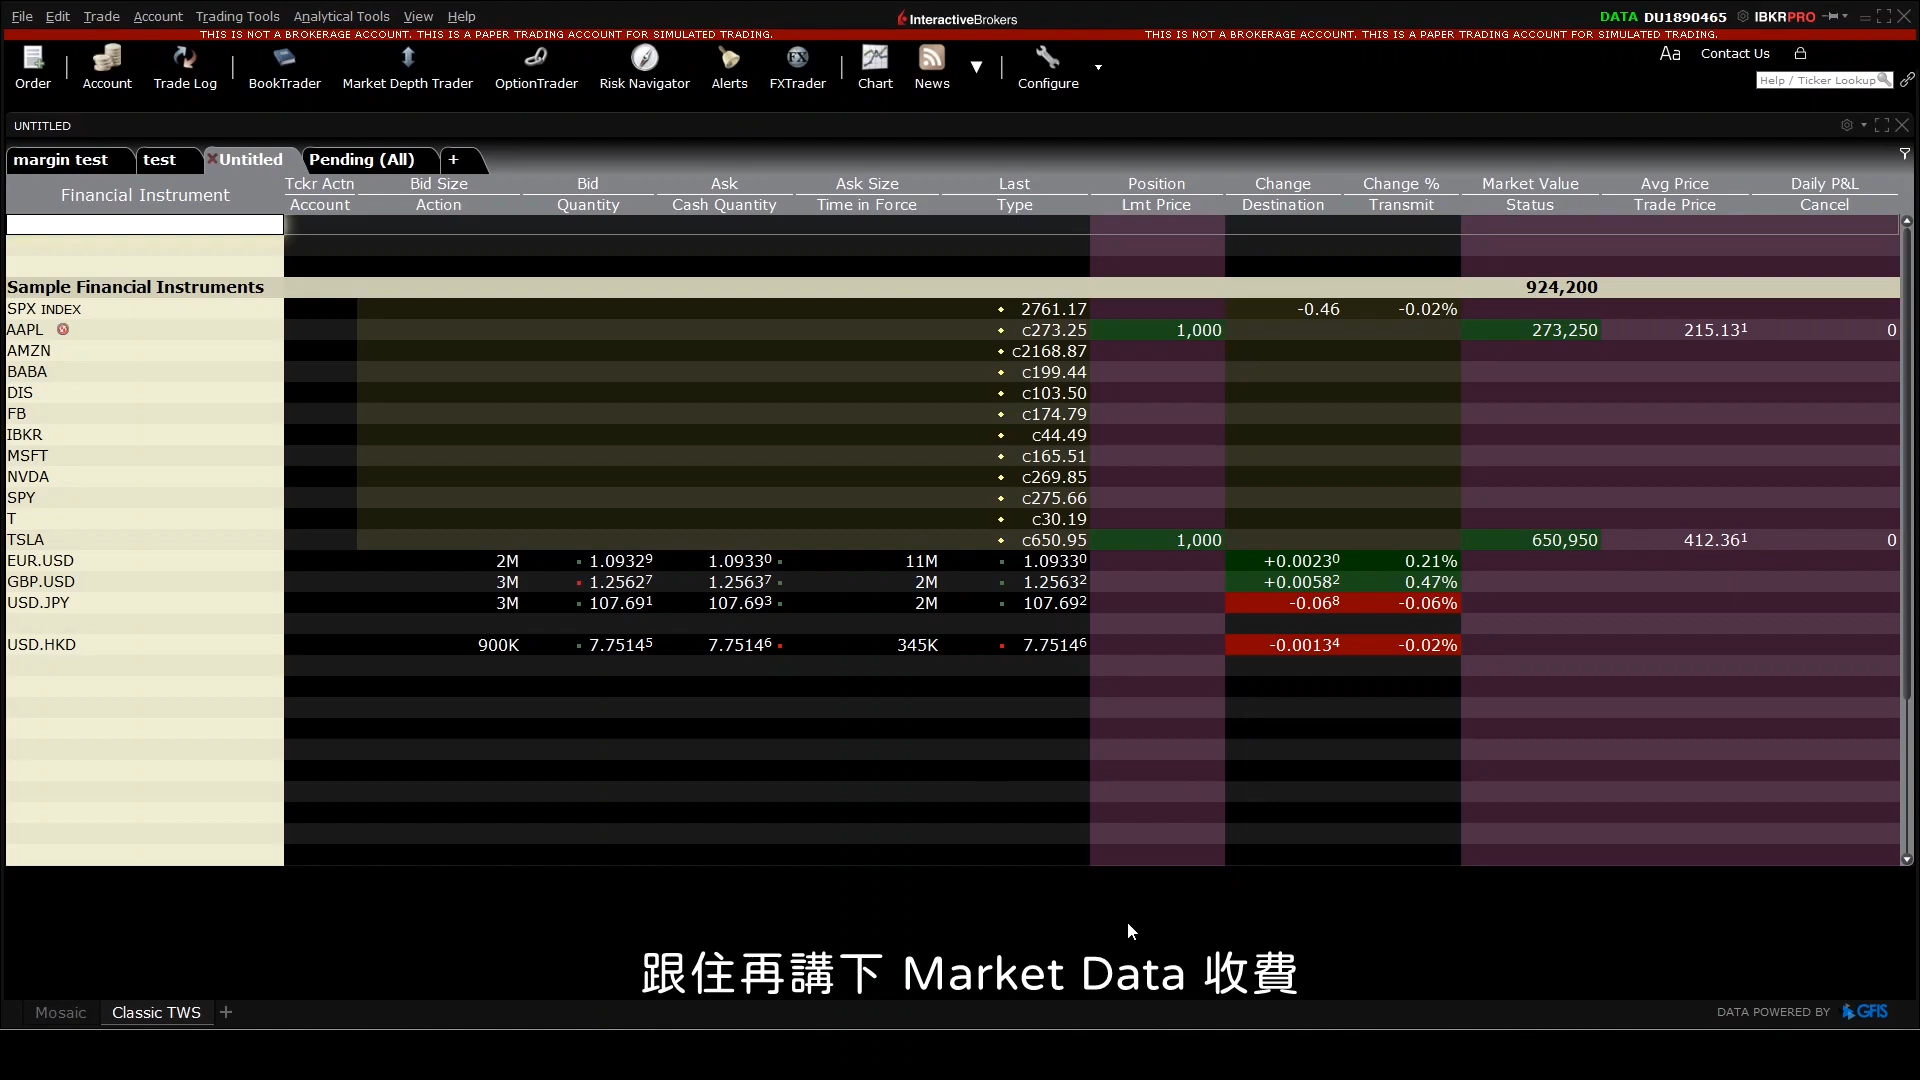 File Edit Trade Account Trading Tools Analytical Tools View Help InteractiveBrokers DATA DU1890465 IBKRPRO
THIS IS NOT A BROKERAGE ACCOUNT. THIS IS A PAPER TRADING ACCOUNT FOR SIMULATED TRADING. THIS IS NOT A BROKERAGE ACCOUNT. THIS IS A PAPER TRADING ACCOUNT FOR SIMULATED TRADING.
Aa Contact Us
Order Account Trade Log BookTrader Market Depth Trader OptionTrader Risk Navigator Alerts FXTrader Chart News Configure
FX
Help / Ticker Lookup
UNTITLED
margin test test Untitled Pending (All) +
Financial Instrument
Tckr Actn Bid Size Bid Ask Ask Size Last Position Change Change % Market Value Avg Price Daily P&L
Account Action Quantity Cash Quantity Time in Force Type Lmt Price Destination Transmit Status Trade Price Cancel
Sample Financial Instruments 924,200
SPX INDEX 2761.17 -0.46 -0.02%
AAPL c273.25 1,000 273,250 215.13¹ 0
AMZN c2168.87
BABA c199.44
DIS c103.50
FB c174.79
IBKR c44.49
MSFT c165.51
NVDA c269.85
SPY c275.66
T c30.19
TSLA c650.95 1,000 650,950 412.36¹ 0
EUR.USD 2M 1.0932⁹ 1.0933⁰ 11M 1.0933⁰ +0.0023⁰ 0.21%
GBP.USD 3M 1.2562⁷ 1.2563⁷ 2M 1.2563² +0.0058² 0.47%
USD.JPY 3M 107.69¹ 107.69³ 2M 107.69² -0.06⁸ -0.06%
USD.HKD 900K 7.7514⁵ 7.7514⁶ 345K 7.7514⁶ -0.0013⁴ -0.02%
跟住再講下 Market Data 收費
Mosaic Classic TWS + DATA POWERED BY GFIS